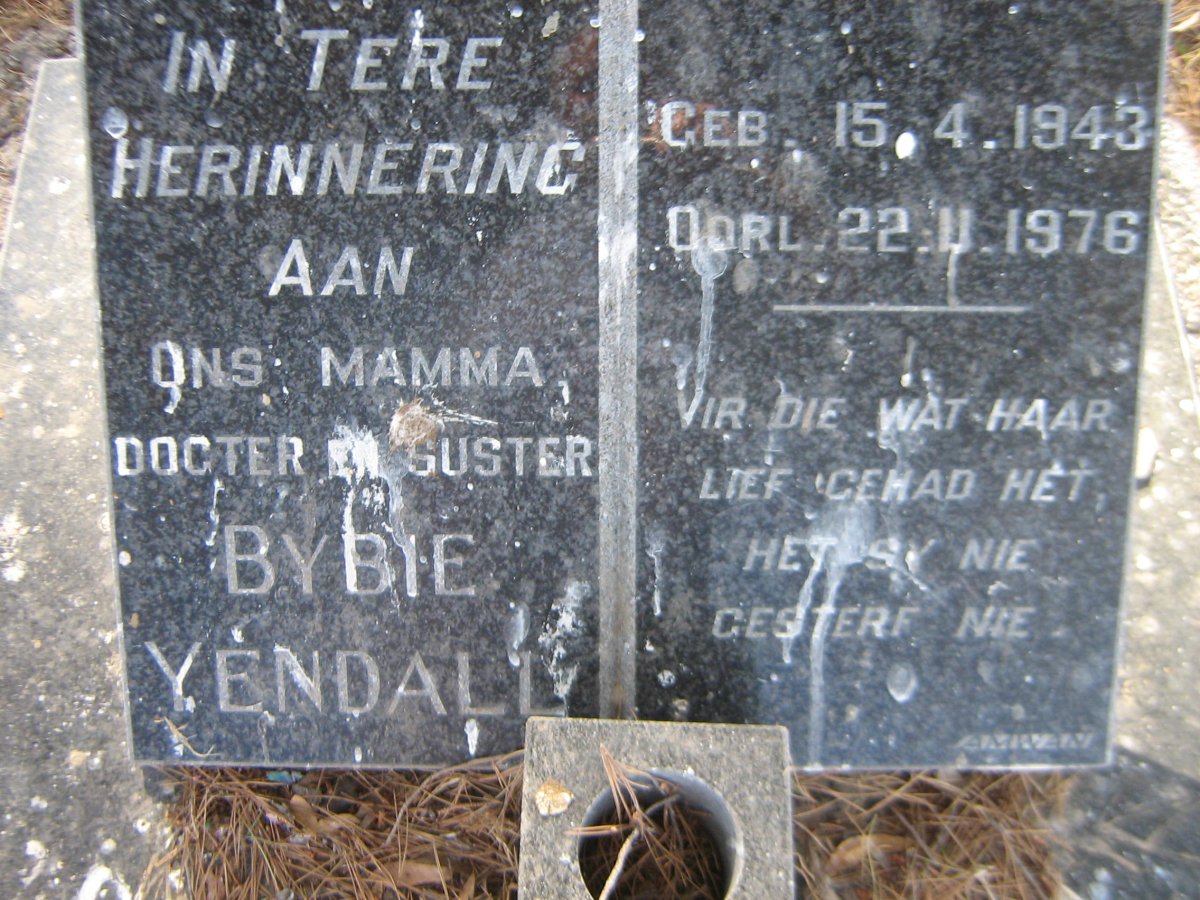 IN TERE
HERINNERING
AAN
ONS MAMMA,
DOGTER EN SUSTER
BYBIE
YENDALL
GEB. 15.4.1943
OORL. 22.11.1976
VIR DIE WAT HAAR
LIEF GEHAD HET,
HET SY NIE
GESTERF NIE